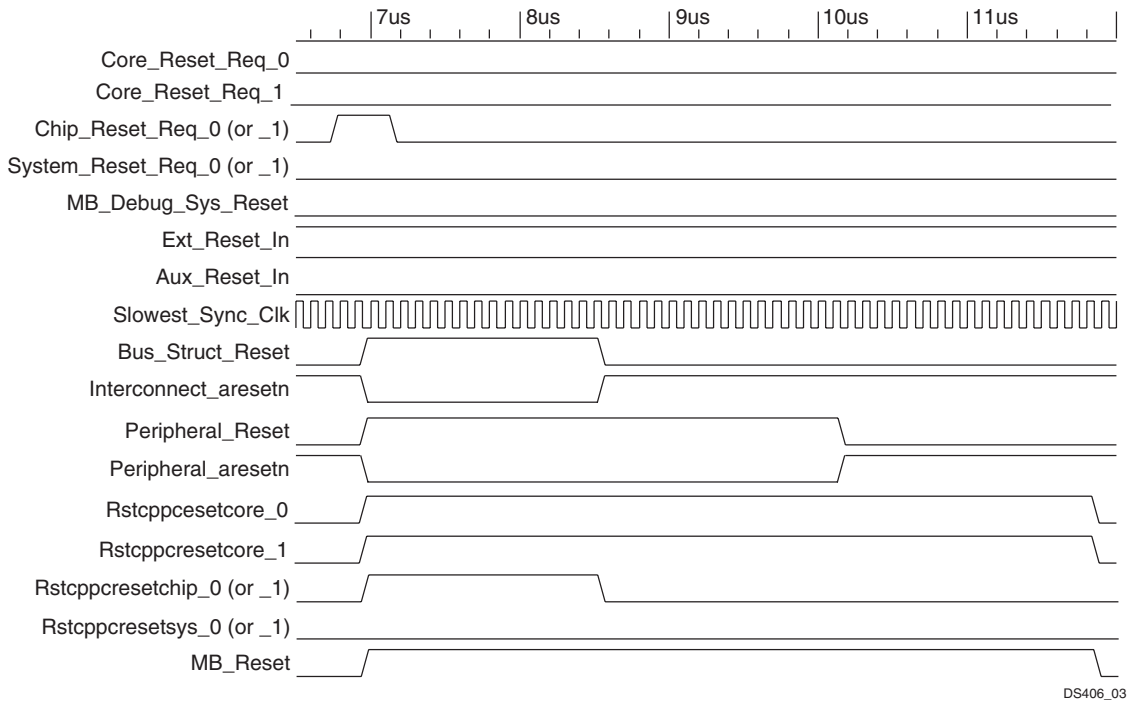 7us 8us 9us 10us 11us
Core_Reset_Req_0
Core_Reset_Req_1
Chip_Reset_Req_0 (or _1)
System_Reset_Req_0 (or _1)
MB_Debug_Sys_Reset
Ext_Reset_In
Aux_Reset_In
Slowest_Sync_Clk
Bus_Struct_Reset
Interconnect_aresetn
Peripheral_Reset
Peripheral_aresetn
Rstcppcesetcore_0
Rstcppcresetcore_1
Rstcppcresetchip_0 (or _1)
Rstcppcresetsys_0 (or _1)
MB_Reset
DS406_03